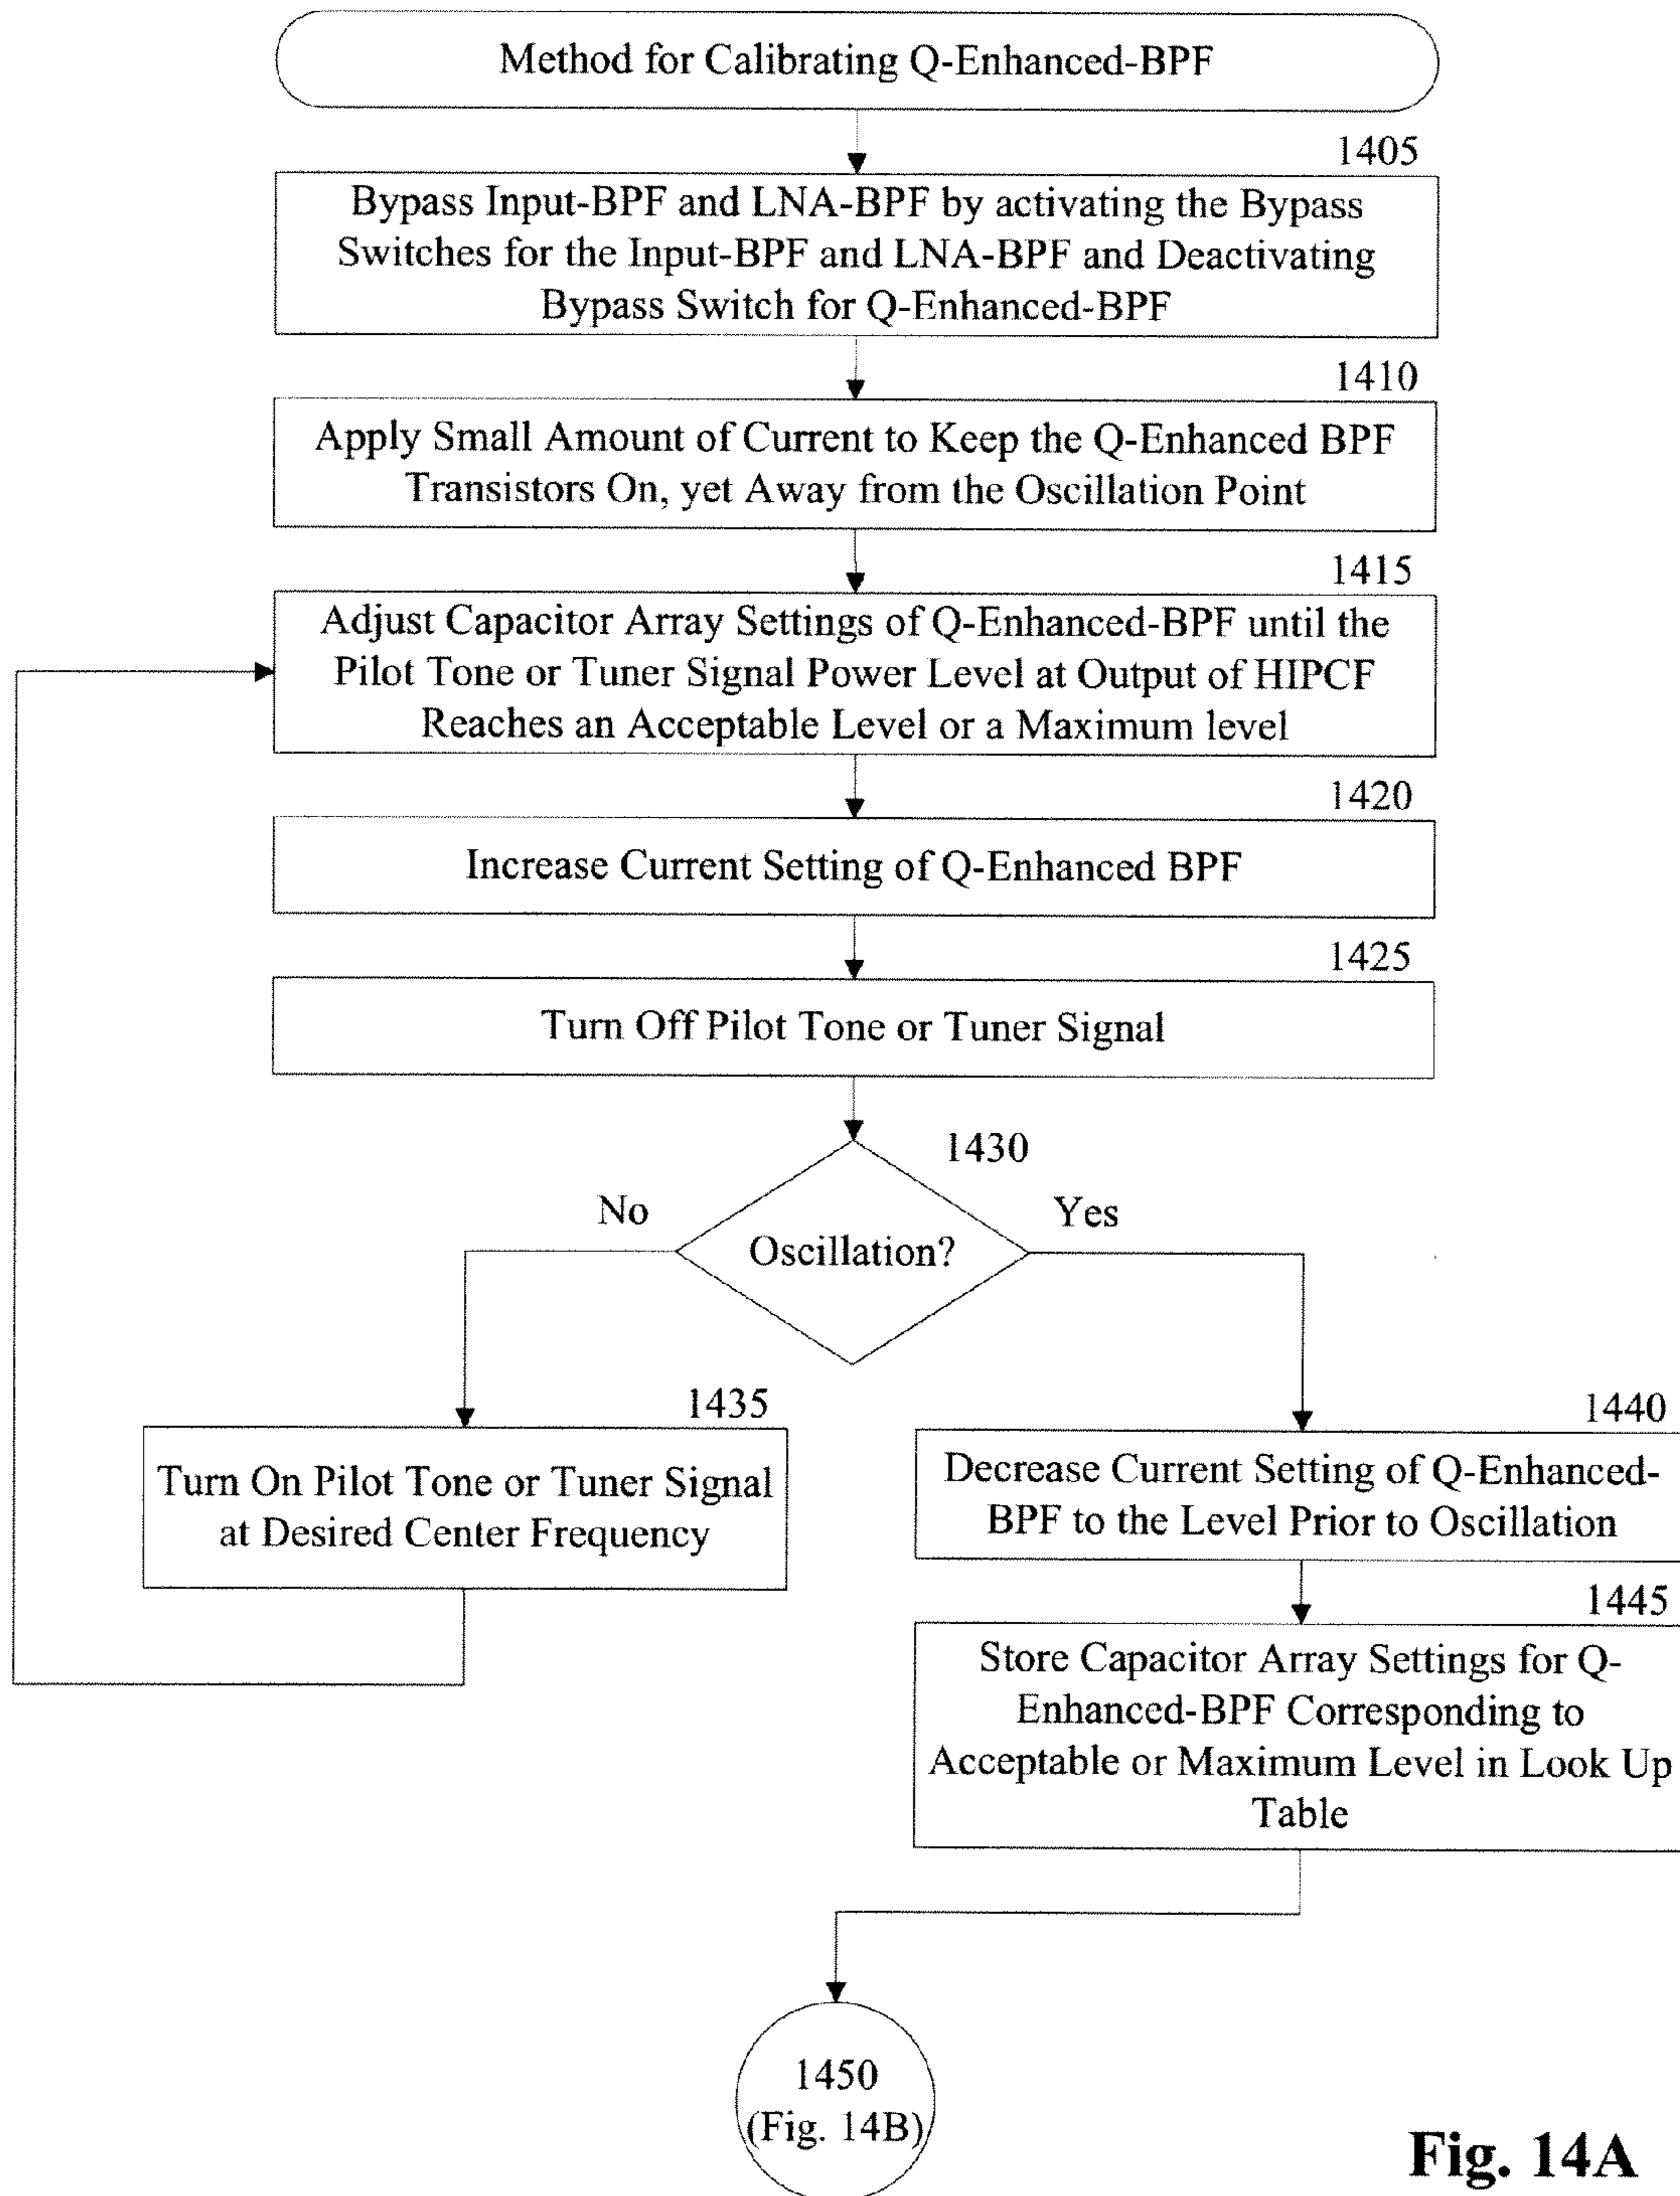 Method for Calibrating Q-Enhanced-BPF
1405
Bypass Input-BPF and LNA-BPF by activating the Bypass
Switches for the Input-BPF and LNA-BPF and Deactivating
Bypass Switch for Q-Enhanced-BPF
1410
Apply Small Amount of Current to Keep the Q-Enhanced BPF
Transistors On, yet Away from the Oscillation Point
1415
Adjust Capacitor Array Settings of Q-Enhanced-BPF until the
Pilot Tone or Tuner Signal Power Level at Output of HIPCF
Reaches an Acceptable Level or a Maximum level
1420
Increase Current Setting of Q-Enhanced BPF
1425
Turn Off Pilot Tone or Tuner Signal
1430
No
Yes
Oscillation?
1435
Turn On Pilot Tone or Tuner Signal
at Desired Center Frequency
1440
Decrease Current Setting of Q-Enhanced-
BPF to the Level Prior to Oscillation
1445
Store Capacitor Array Settings for Q-
Enhanced-BPF Corresponding to
Acceptable or Maximum Level in Look Up
Table
1450
(Fig. 14B)
Fig. 14A